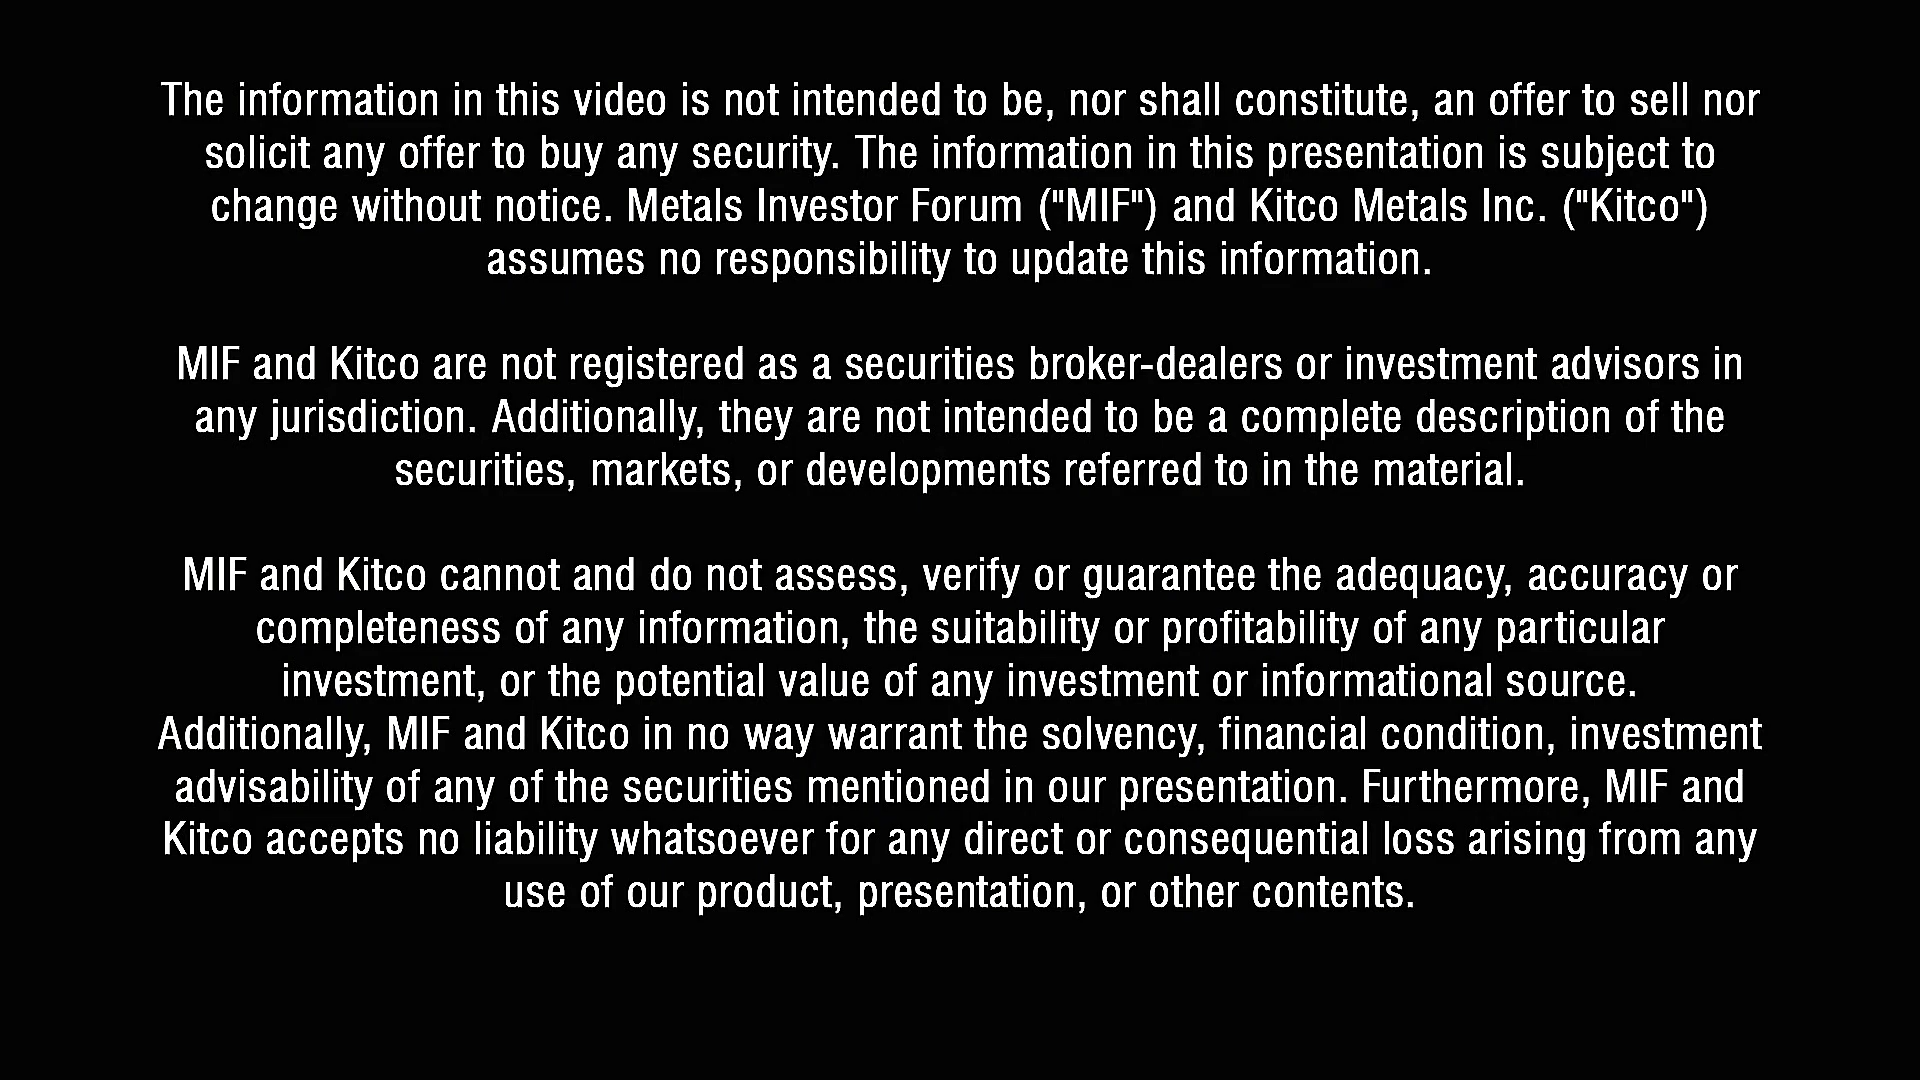 The information in this video is not intended to be, nor shall constitute, an offer to sell nor
solicit any offer to buy any security. The information in this presentation is subject to
change without notice. Metals Investor Forum ("MIF") and Kitco Metals Inc. ("Kitco")
assumes no responsibility to update this information.
MIF and Kitco are not registered as a securities broker-dealers or investment advisors in
any jurisdiction. Additionally, they are not intended to be a complete description of the
securities, markets, or developments referred to in the material.
MIF and Kitco cannot and do not assess, verify or guarantee the adequacy, accuracy or
completeness of any information, the suitability or profitability of any particular
investment, or the potential value of any investment or informational source.
Additionally, MIF and Kitco in no way warrant the solvency, financial condition, investment
advisability of any of the securities mentioned in our presentation. Furthermore, MIF and
Kitco accepts no liability whatsoever for any direct or consequential loss arising from any
use of our product, presentation, or other contents.